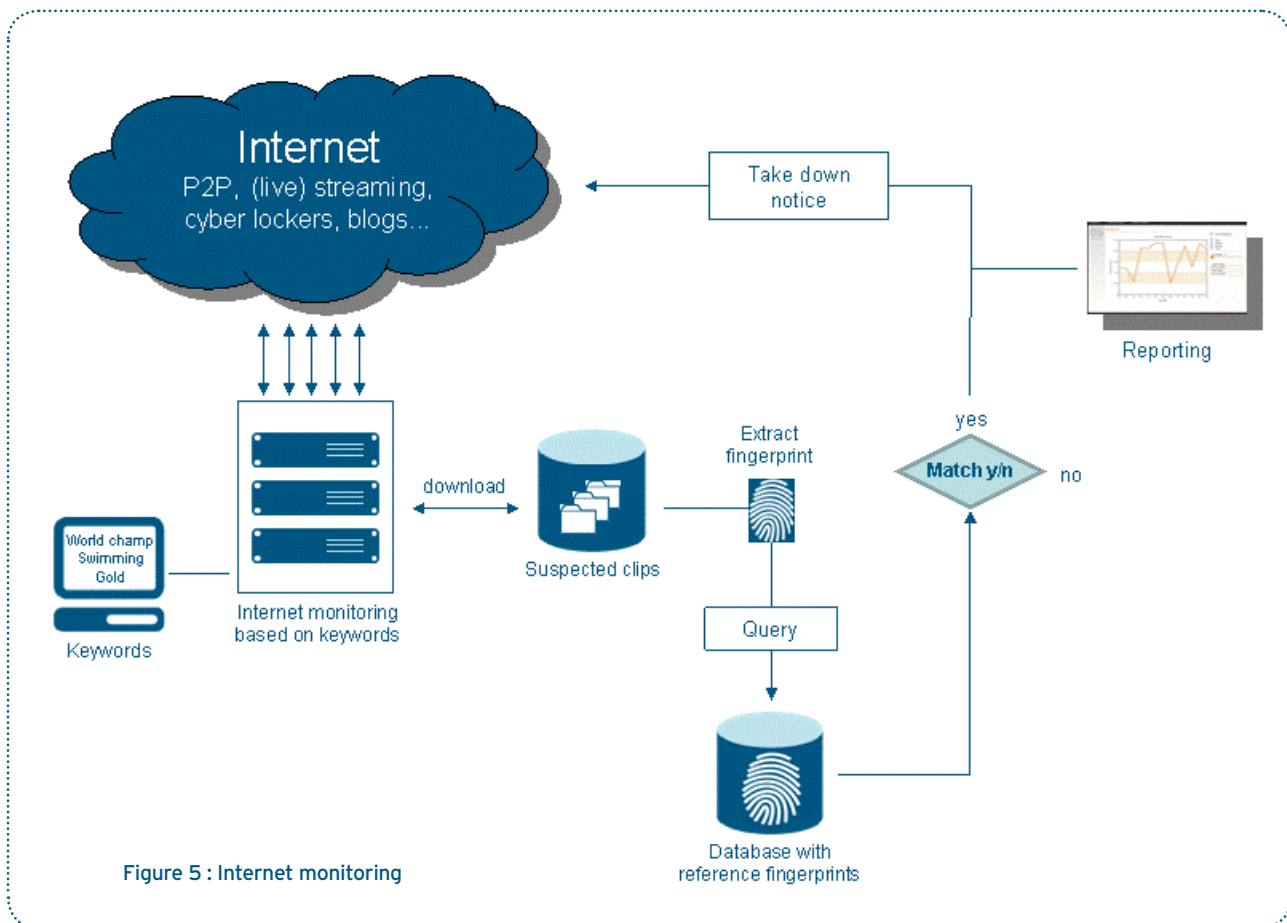 Internet
P2P, (live) streaming,
cyber lockers, blogs...
Take down
notice
Reporting
yes
Match y/n
no
Extract
fingerprint
download
Suspected clips
World champ
Swimming
Gold
Keywords
Internet monitoring
based on keywords
Query
Database with
reference fingerprints
Figure 5 : Internet monitoring